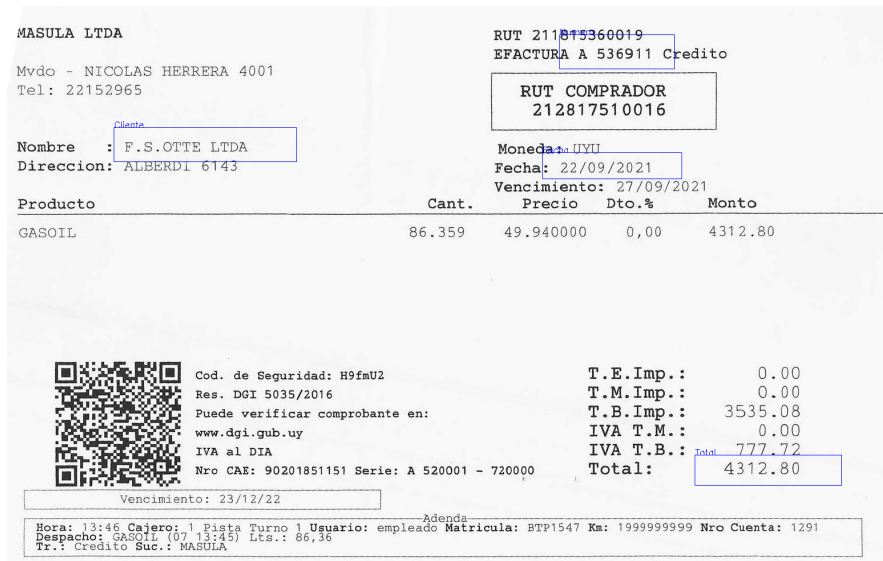 MASULA LTDA
RUT 211815360019
EFACTURA A 536911 Credito
Mvdo - NICOLAS HERRERA 4001
Tel: 22152965
RUT COMPRADOR
212817510016
Cliente
Nombre : F.S.OTTE LTDA
Direccion: ALBERDI 6143
Moneda: UYU
Fecha: 22/09/2021
Vencimiento: 27/09/2021
Producto Cant. Precio Dto.% Monto
GASOIL 86.359 49.940000 0,00 4312.80
Cod. de Seguridad: H9fmU2
Res. DGI 5035/2016
Puede verificar comprobante en:
www.dgi.gub.uy
IVA al DIA
Nro CAE: 90201851151 Serie: A 520001 - 720000
T.E.Imp.: 0.00
T.M.Imp.: 0.00
T.B.Imp.: 3535.08
IVA T.M.: 0.00
IVA T.B.: 777.72
Total
Total: 4312.80
Vencimiento: 23/12/22
Adenda
Hora: 13:46 Cajero: 1 Pista Turno 1 Usuario: empleado Matricula: BTP1547 Km: 1999999999 Nro Cuenta: 1291
Despacho: GASOIL (07 13:45) Lts.: 86,36
Tr.: Credito Suc.: MASULA